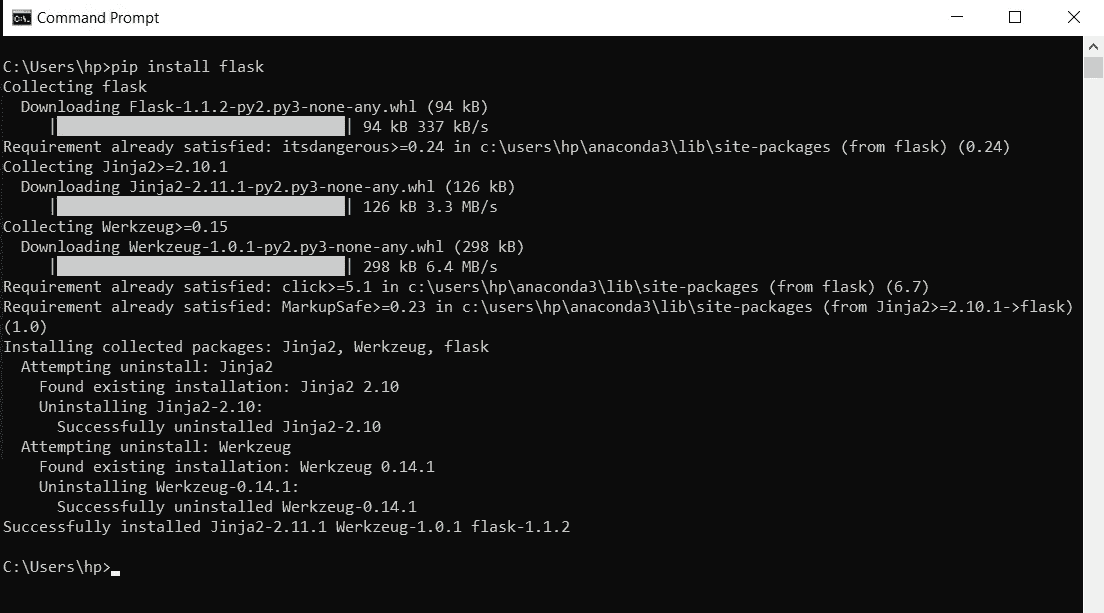 Command Prompt
C:\Users\hp>pip install flask
Collecting flask
  Downloading Flask-1.1.2-py2.py3-none-any.whl (94 kB)
     || 94 kB 337 kB/s
Requirement already satisfied: itsdangerous>=0.24 in c:\users\hp\anaconda3\lib\site-packages (from flask) (0.24)
Collecting Jinja2>=2.10.1
  Downloading Jinja2-2.11.1-py2.py3-none-any.whl (126 kB)
     || 126 kB 3.3 MB/s
Collecting Werkzeug>=0.15
  Downloading Werkzeug-1.0.1-py2.py3-none-any.whl (298 kB)
     || 298 kB 6.4 MB/s
Requirement already satisfied: click>=5.1 in c:\users\hp\anaconda3\lib\site-packages (from flask) (6.7)
Requirement already satisfied: MarkupSafe>=0.23 in c:\users\hp\anaconda3\lib\site-packages (from Jinja2>=2.10.1->flask)
(1.0)
Installing collected packages: Jinja2, Werkzeug, flask
  Attempting uninstall: Jinja2
    Found existing installation: Jinja2 2.10
    Uninstalling Jinja2-2.10:
      Successfully uninstalled Jinja2-2.10
  Attempting uninstall: Werkzeug
    Found existing installation: Werkzeug 0.14.1
    Uninstalling Werkzeug-0.14.1:
      Successfully uninstalled Werkzeug-0.14.1
Successfully installed Jinja2-2.11.1 Werkzeug-1.0.1 flask-1.1.2
C:\Users\hp>